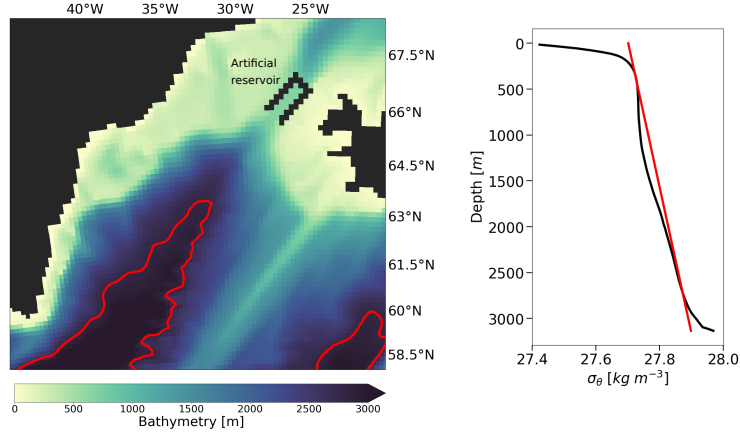 40°W 35°W 30°W 25°W
Artificial
reservoir
67.5°N
66°N
64.5°N
63°N
61.5°N
60°N
58.5°N
0 500 1000 1500 2000 2500 3000
Bathymetry [m]
Depth [m]
0
500
1000
1500
2000
2500
3000
27.4 27.6 27.8 28.0
σθ [kg m⁻³]